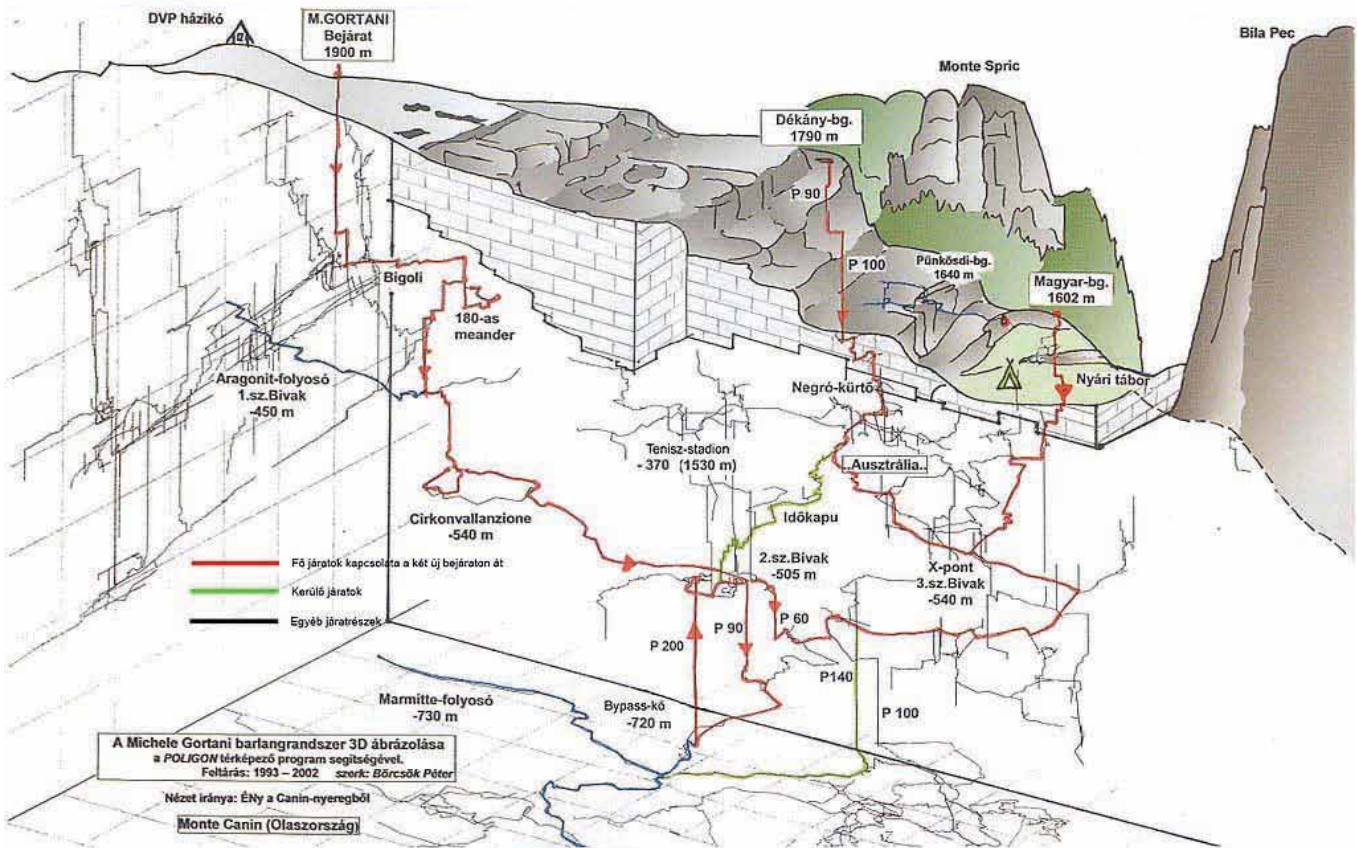 DVP házikó
M.GORTANI
Bejárat
1900 m
Bila Pec
Monte Spric
Dékány-bg.
1790 m
P 90
P 100
Pünkösdi-bg.
1640 m
Magyar-bg.
1602 m
Bigoli
180-as
meander
Aragonit-folyosó
1.sz.Bivak
-450 m
Negró-kürtő
Nyári tábor
Tenisz-stadion
- 370 (1530 m)
..Ausztrália..
Cirkonvallanzione
-540 m
Időkapu
2.sz.Bivak
-505 m
X-pont
3.sz.Bivak
-540 m
Fő járatok kapcsolata a két új bejáraton át
Kerülő járatok
Egyéb járatrészek
P 200
P 90
P 60
P140
P 100
Marmitte-folyosó
-730 m
Bypass-kő
-720 m
A Michele Gortani barlangrandszer 3D ábrázolása
a POLIGON térképező program segítségével.
Feltárás: 1993 – 2002 szerk: Börcsök Péter
Nézet iránya: ÉNy a Canin-nyeregből
Monte Canin (Olaszország)